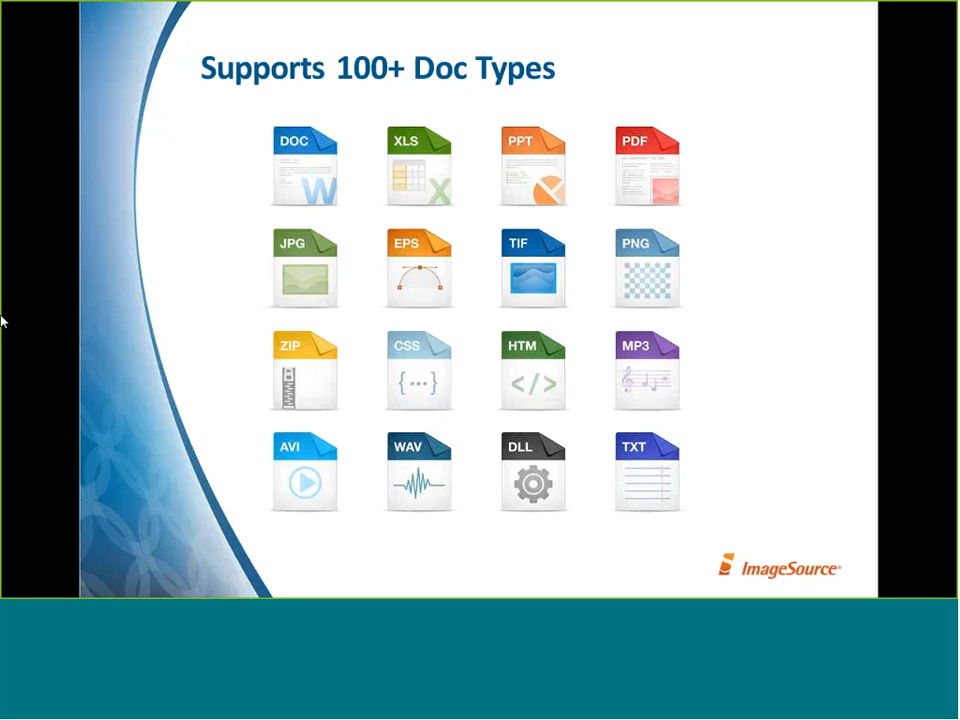 Supports 100+ Doc Types
DOC XLS PPT PDF
W X
JPG EPS TIF PNG
ZIP CSS HTM MP3
{...} </>
AVI WAV DLL TXT
ImageSource®